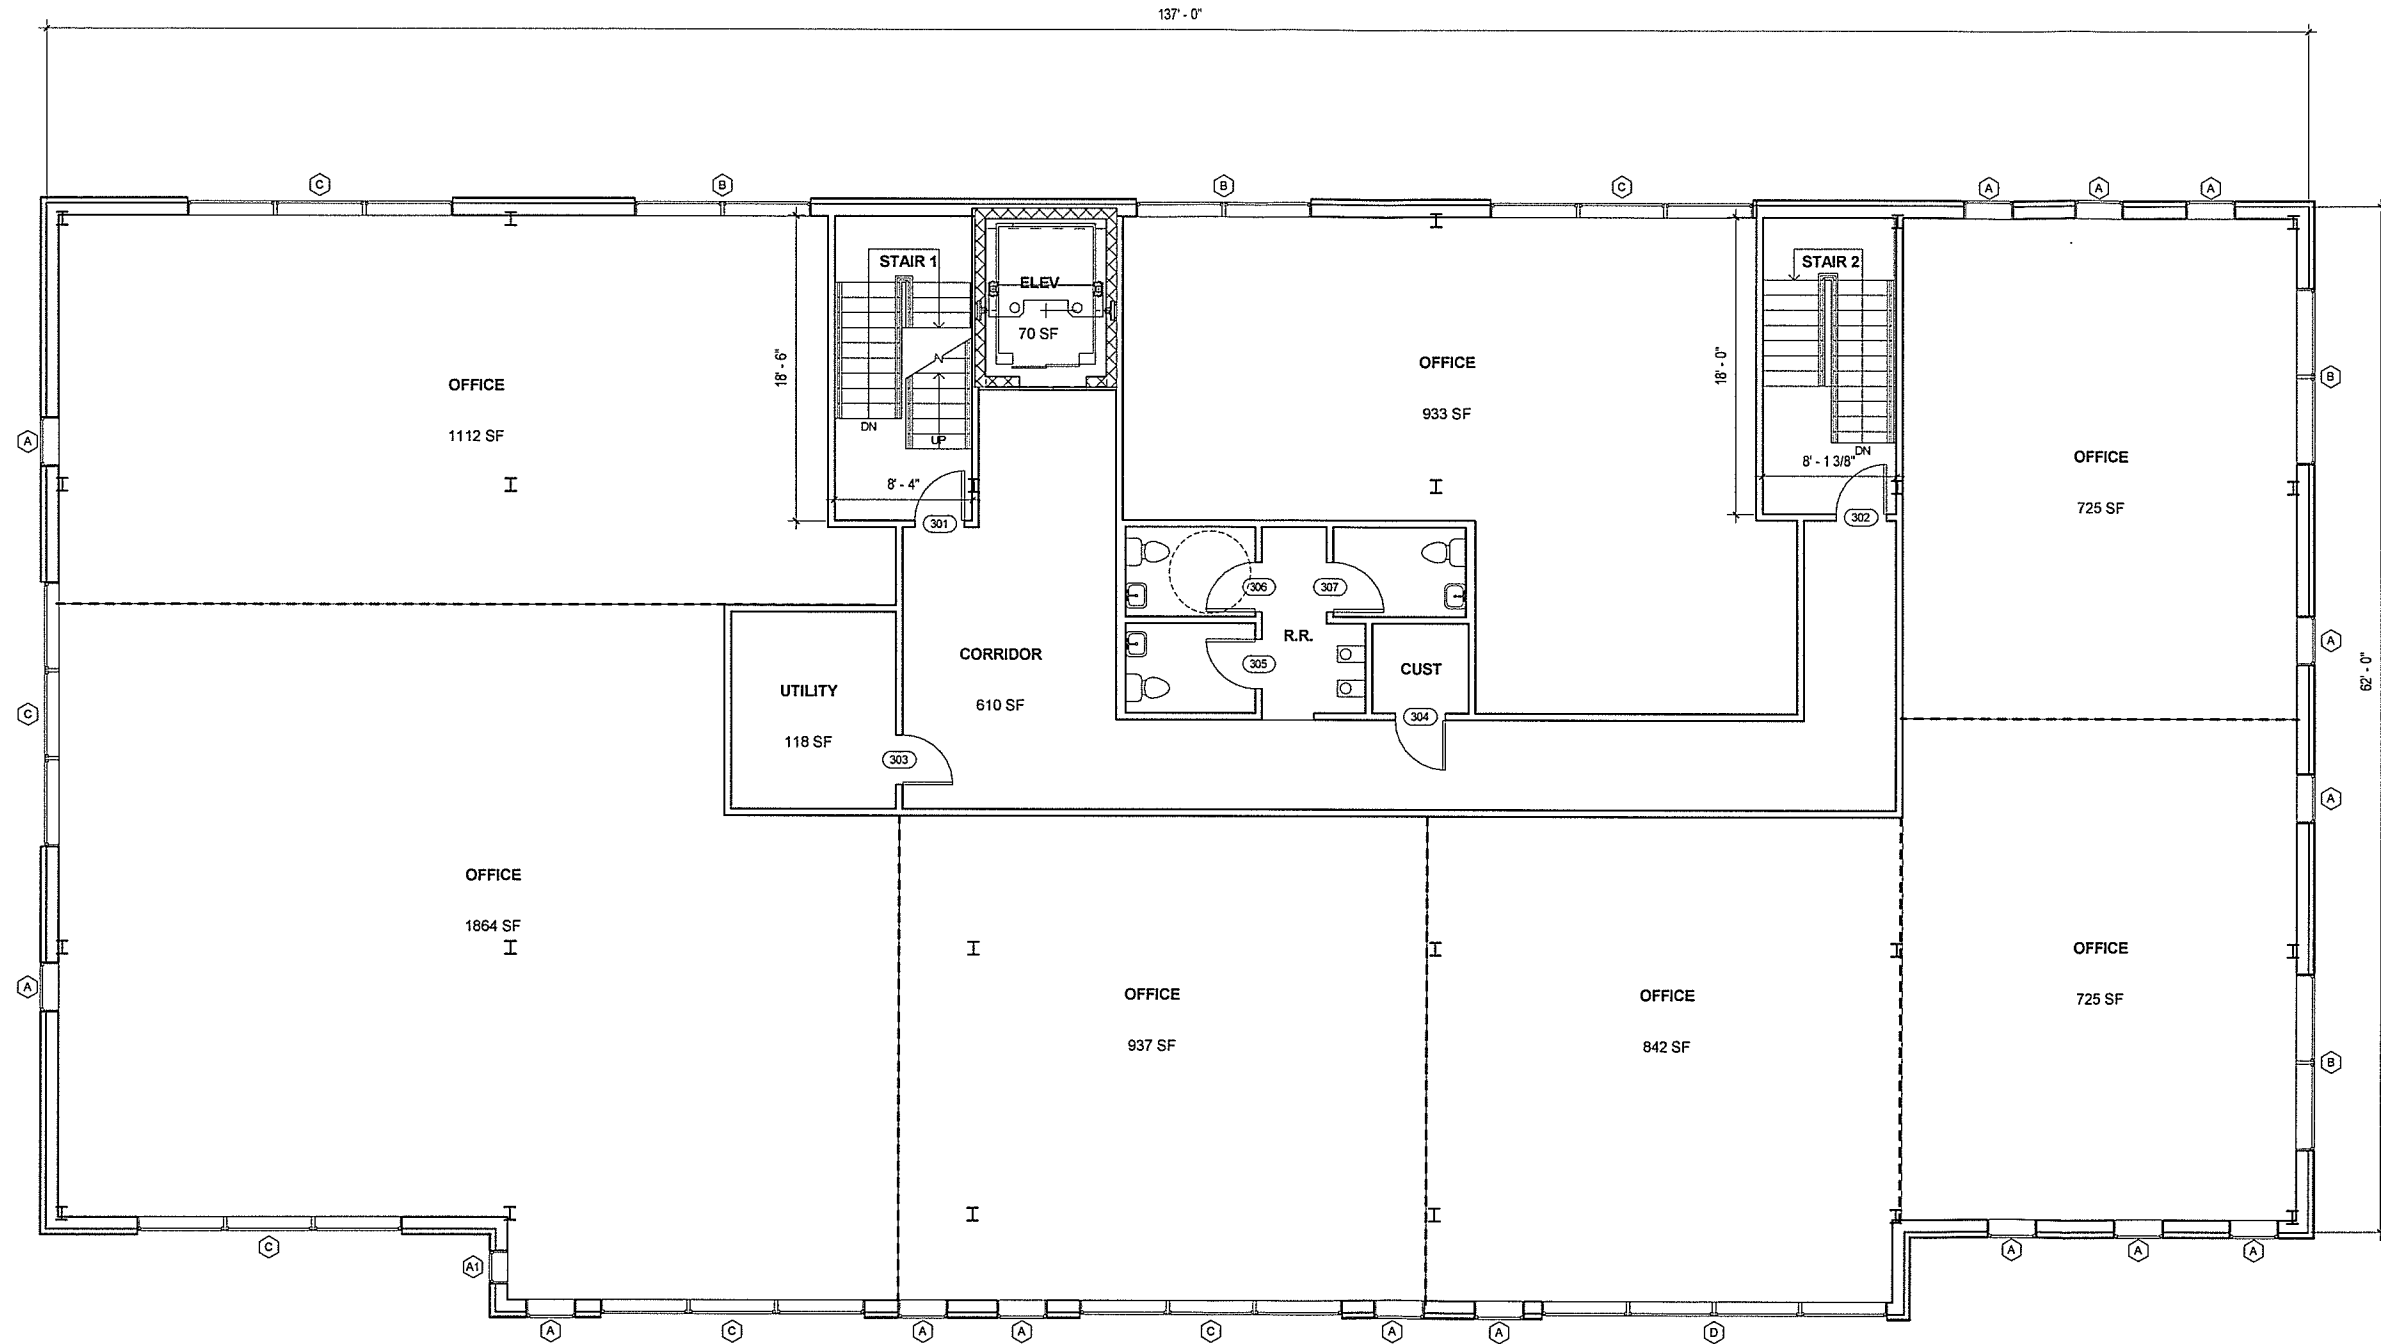 137' - 0"
C
B
B
C
A
A
A
STAIR 1
ELEV
70 SF
STAIR 2
18' - 6"
18' - 0"
OFFICE
1112 SF
OFFICE
933 SF
OFFICE
725 SF
B
A
DN
UP
DN
8' - 4"
8' - 1 3/8"
301
302
306
307
R.R.
305
CUST
304
CORRIDOR
610 SF
UTILITY
118 SF
303
C
A
62' - 0"
A
OFFICE
1864 SF
OFFICE
937 SF
OFFICE
842 SF
OFFICE
725 SF
A
B
C
A1
A
A
A
A
C
A
A
C
A
A
D